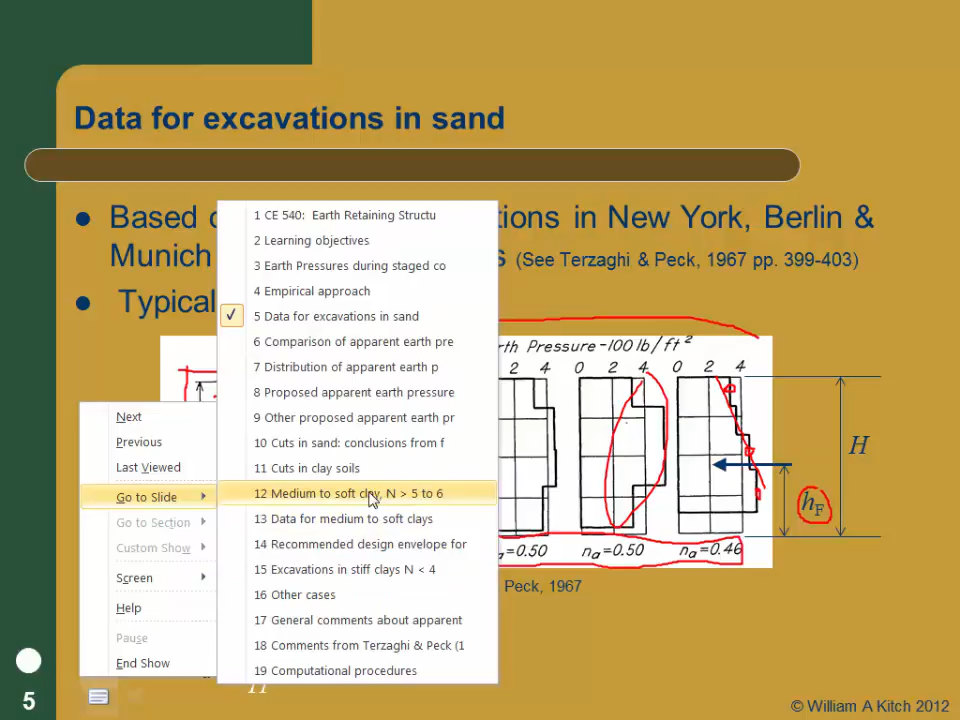 Data for excavations in sand
Based
tions in New York, Berlin &
Munich
(See Terzaghi & Peck, 1967 pp. 399-403)
Typical
1 CE 540: Earth Retaining Structu
2 Learning objectives
3 Earth Pressures during staged co
4 Empirical approach
✓ 5 Data for excavations in sand
6 Comparison of apparent earth pre
7 Distribution of apparent earth p
8 Proposed apparent earth pressure
9 Other proposed apparent earth pr
10 Cuts in sand: conclusions from f
11 Cuts in clay soils
12 Medium to soft clay, N > 5 to 6
13 Data for medium to soft clays
14 Recommended design envelope for
15 Excavations in stiff clays N < 4
16 Other cases
17 General comments about apparent
18 Comments from Terzaghi & Peck (1
19 Computational procedures
Next
Previous
Last Viewed
Go to Slide
Go to Section
Custom Show
Screen
Help
Pause
End Show
rth Pressure-100 lb/ft²
2 4 0 2 4 0 2 4
H
hF
=0.50 na=0.50 na=0.46
Peck, 1967
H
5
© William A Kitch 2012